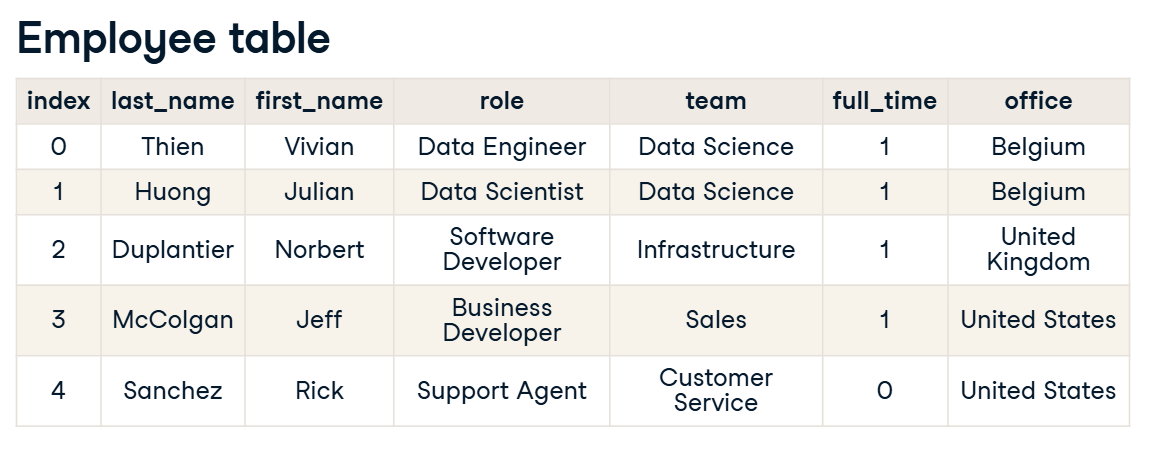 Employee table
index last_name first_name role team full_time office
0 Thien Vivian Data Engineer Data Science 1 Belgium
1 Huong Julian Data Scientist Data Science 1 Belgium
2 Duplantier Norbert Software Developer Infrastructure 1 United Kingdom
3 McColgan Jeff Business Developer Sales 1 United States
4 Sanchez Rick Support Agent Customer Service 0 United States